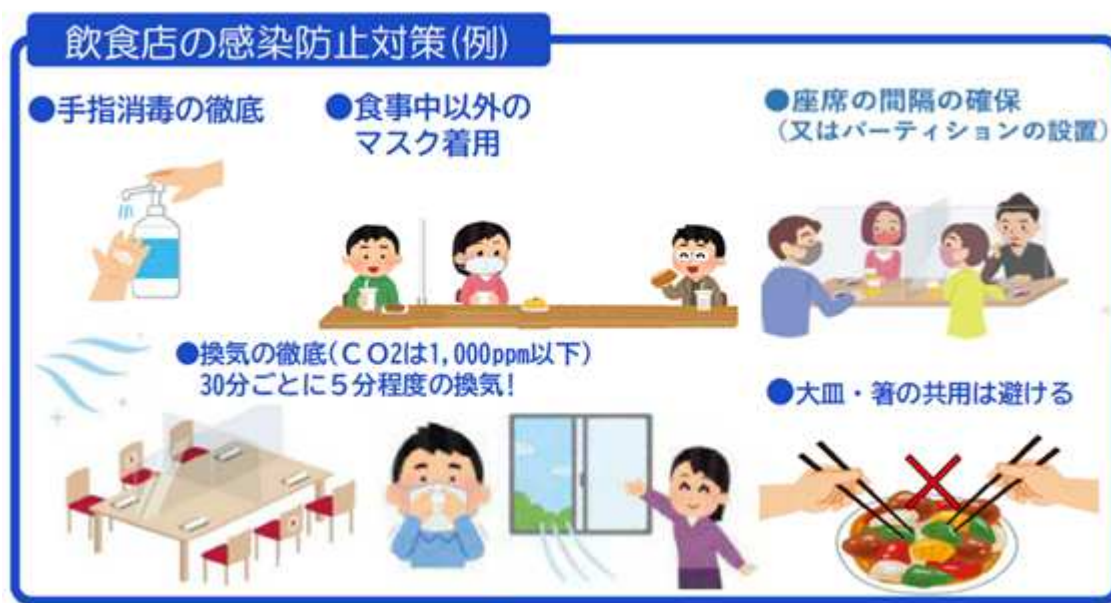 飲食店の感染防止対策(例)
●手指消毒の徹底
●食事中以外の
マスク着用
●座席の間隔の確保
(又はパーティションの設置)
●換気の徹底(CO2は1,000ppm以下)
30分ごとに5分程度の換気!
●大皿・箸の共用は避ける